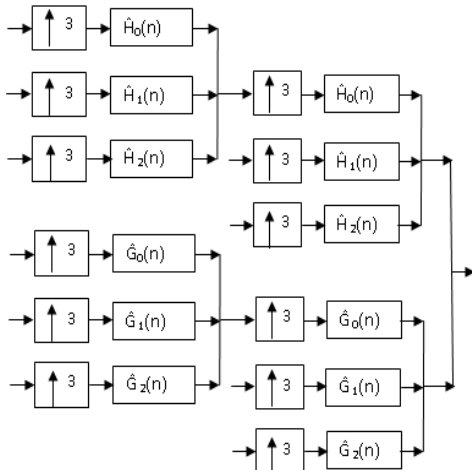 3 Ĥ₀(n)
3 Ĥ₁(n) 3 Ĥ₀(n)
3 Ĥ₂(n) 3 Ĥ₁(n)
3 Ĥ₂(n)
3 Ĝ₀(n)
3 Ĝ₁(n) 3 Ĝ₀(n)
3 Ĝ₂(n) 3 Ĝ₁(n)
3 Ĝ₂(n)